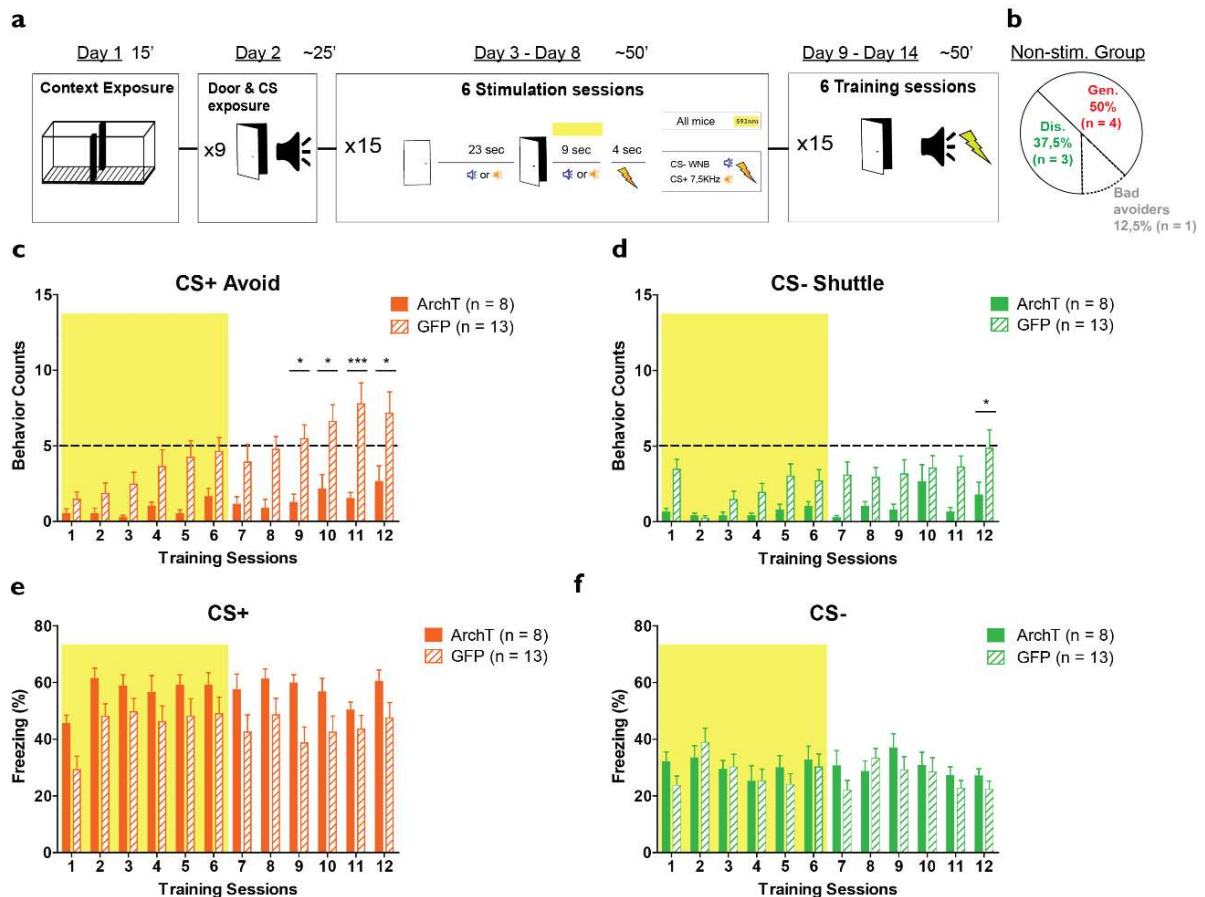 a
Day 1 15’
Day 2 ~25’
Day 3 - Day 8 ~50’
Day 9 - Day 14 ~50’
Context Exposure
Door & CS
exposure
x9
6 Stimulation sessions
x15
23 sec
or
9 sec
or
4 sec
All mice 593nm
CS- WNB
CS+ 7,5KHz
6 Training sessions
x15
b
Non-stim. Group
Gen.
50%
(n = 4)
Dis.
37,5%
(n = 3)
Bad
avoiders
12,5% (n = 1)
c
CS+ Avoid
ArchT (n = 8)
GFP (n = 13)
Behavior Counts
15
10
5
0
* * *** *
1 2 3 4 5 6 7 8 9 10 11 12
Training Sessions
d
CS- Shuttle
ArchT (n = 8)
GFP (n = 13)
Behavior Counts
15
10
5
0
*
1 2 3 4 5 6 7 8 9 10 11 12
Training Sessions
e
CS+
ArchT (n = 8)
GFP (n = 13)
Freezing (%)
80
60
40
20
0
1 2 3 4 5 6 7 8 9 10 11 12
Training Sessions
f
CS-
ArchT (n = 8)
GFP (n = 13)
Freezing (%)
80
60
40
20
0
1 2 3 4 5 6 7 8 9 10 11 12
Training Sessions